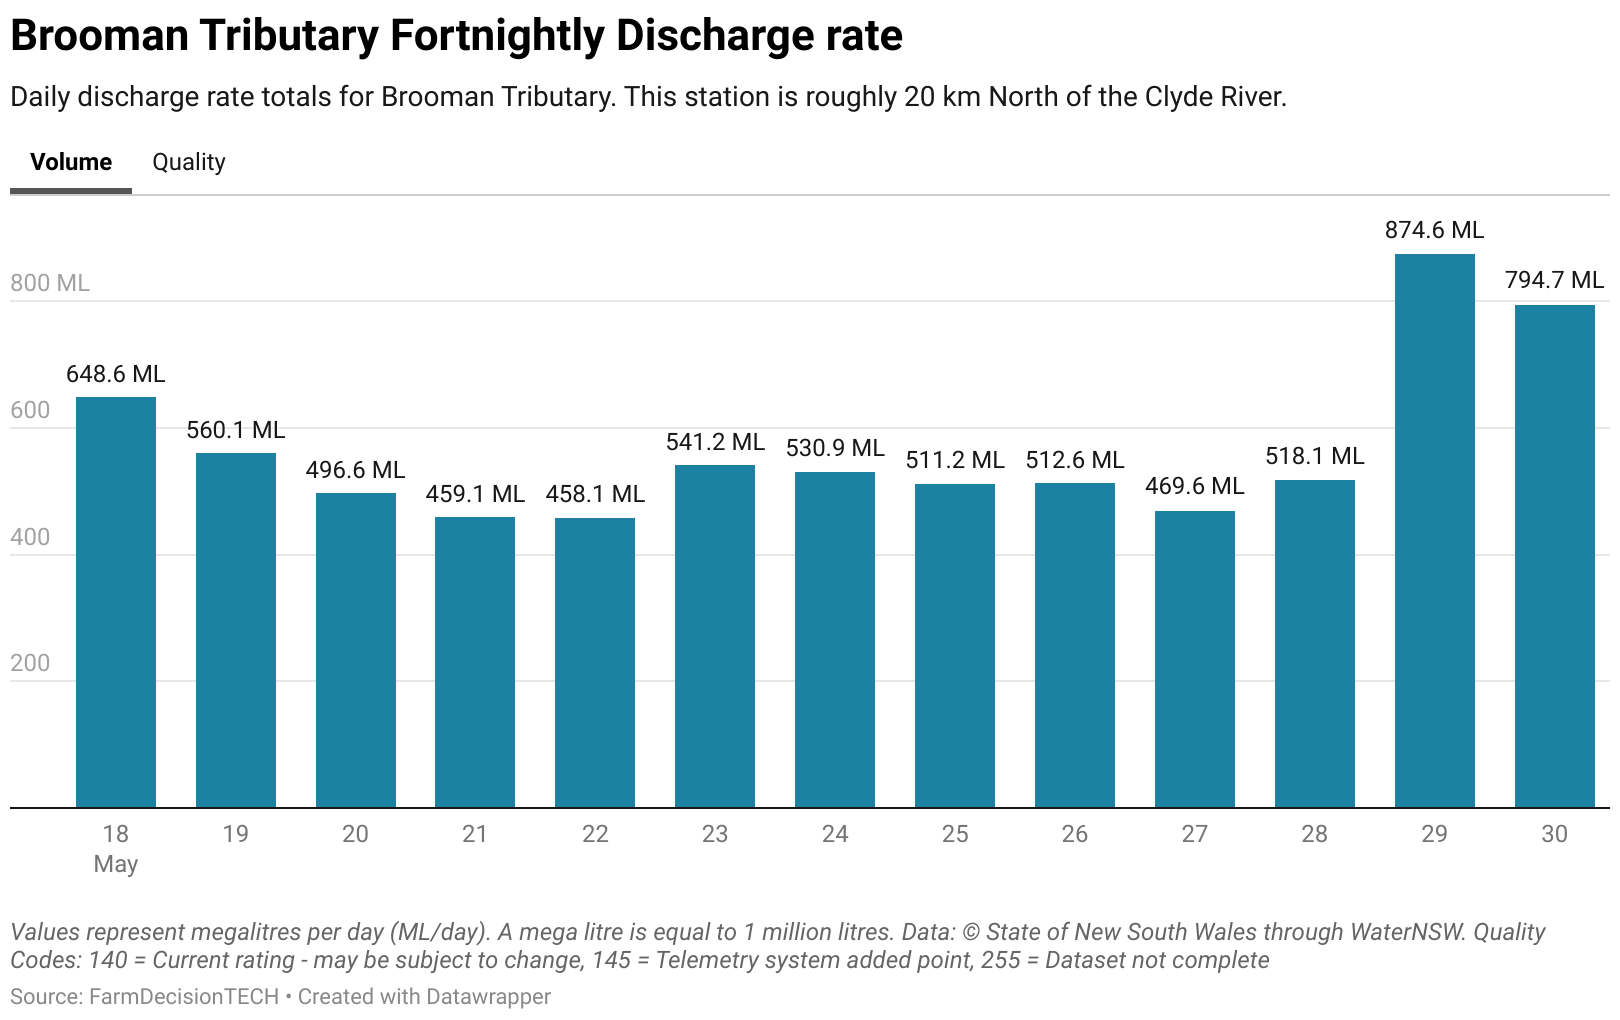 Brooman Tributary Fortnightly Discharge rate
Daily discharge rate totals for Brooman Tributary. This station is roughly 20 km North of the Clyde River.
Volume Quality
874.6 ML
794.7 ML
800 ML
648.6 ML
600
560.1 ML
541.2 ML
530.9 ML
518.1 ML
511.2 ML
512.6 ML
496.6 ML
469.6 ML
459.1 ML
458.1 ML
400
200
18 19 20 21 22 23 24 25 26 27 28 29 30
May
Values represent megalitres per day (ML/day). A mega litre is equal to 1 million litres. Data: © State of New South Wales through WaterNSW. Quality
Codes: 140 = Current rating - may be subject to change, 145 = Telemetry system added point, 255 = Dataset not complete
Source: FarmDecisionTECH • Created with Datawrapper